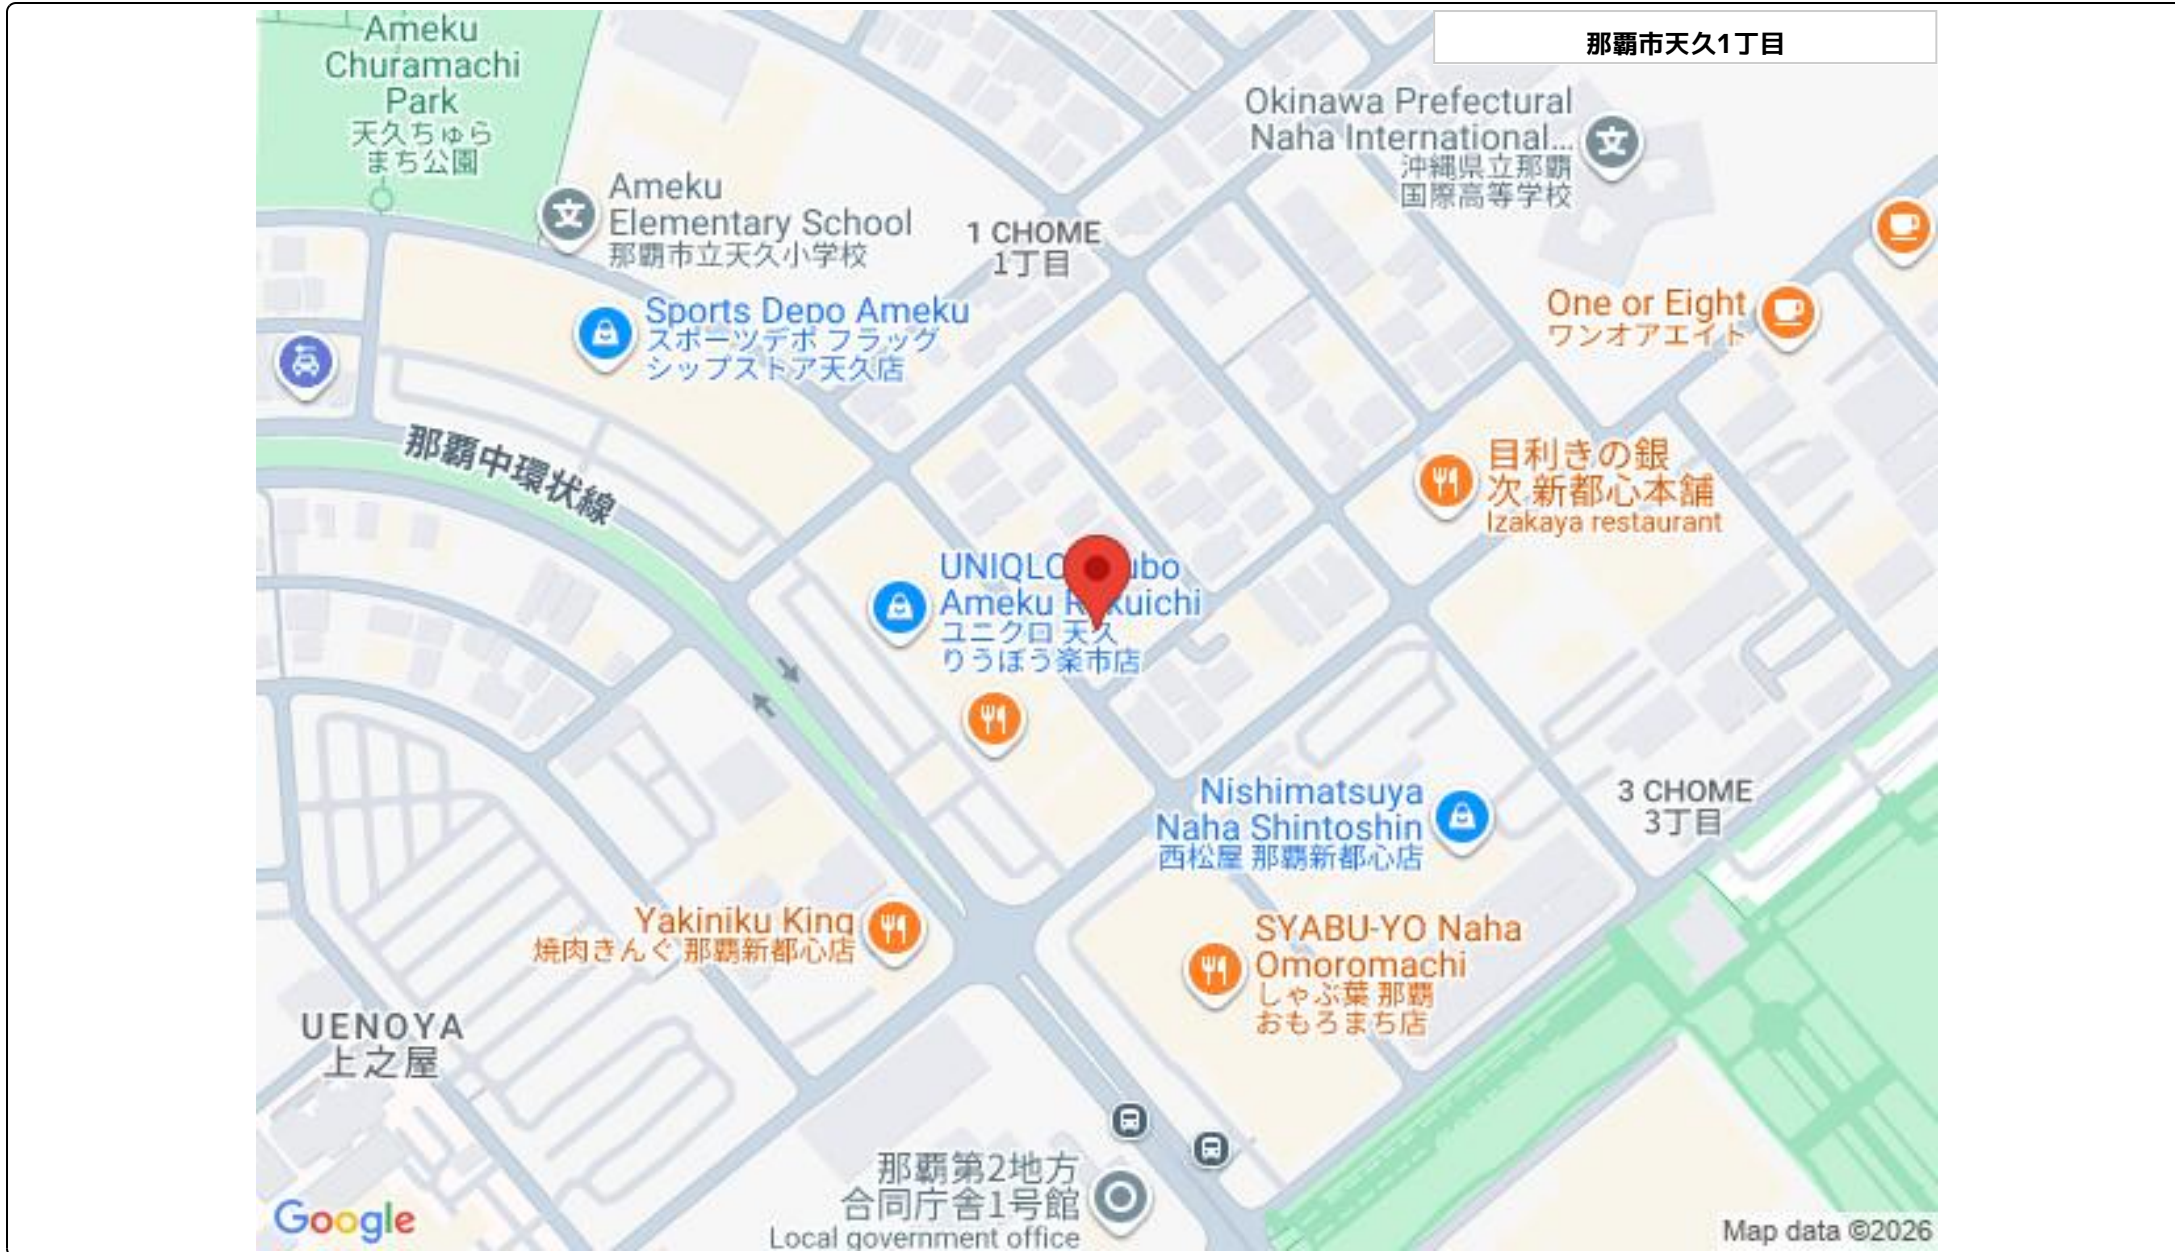 那覇市天久1丁目
Ameku
Churamachi
Park
天久ちゅら
まち公園
Okinawa Prefectural
Naha International...
沖縄県立那覇
国際高等学校
Ameku
Elementary School
那覇市立天久小学校
1 CHOME
1丁目
Sports Depo Ameku
スポーツデポ フラッグ
シップストア天久店
One or Eight
ワンオアエイト
那覇中環状線
目利きの銀
次 新都心本舗
Izakaya restaurant
UNIQLO
Ameku
ユニクロ 天久
りうぼう楽市店
Nishimatsuya
Naha Shintoshin
西松屋 那覇新都心店
3 CHOME
3丁目
Yakiniku King
焼肉きんぐ 那覇新都心店
SYABU-YO Naha
Omoromachi
しゃぶ葉 那覇
おもろまち店
UENOYA
上之屋
那覇第2地方
合同庁舎1号館
Local government office
Google
Map data ©2026